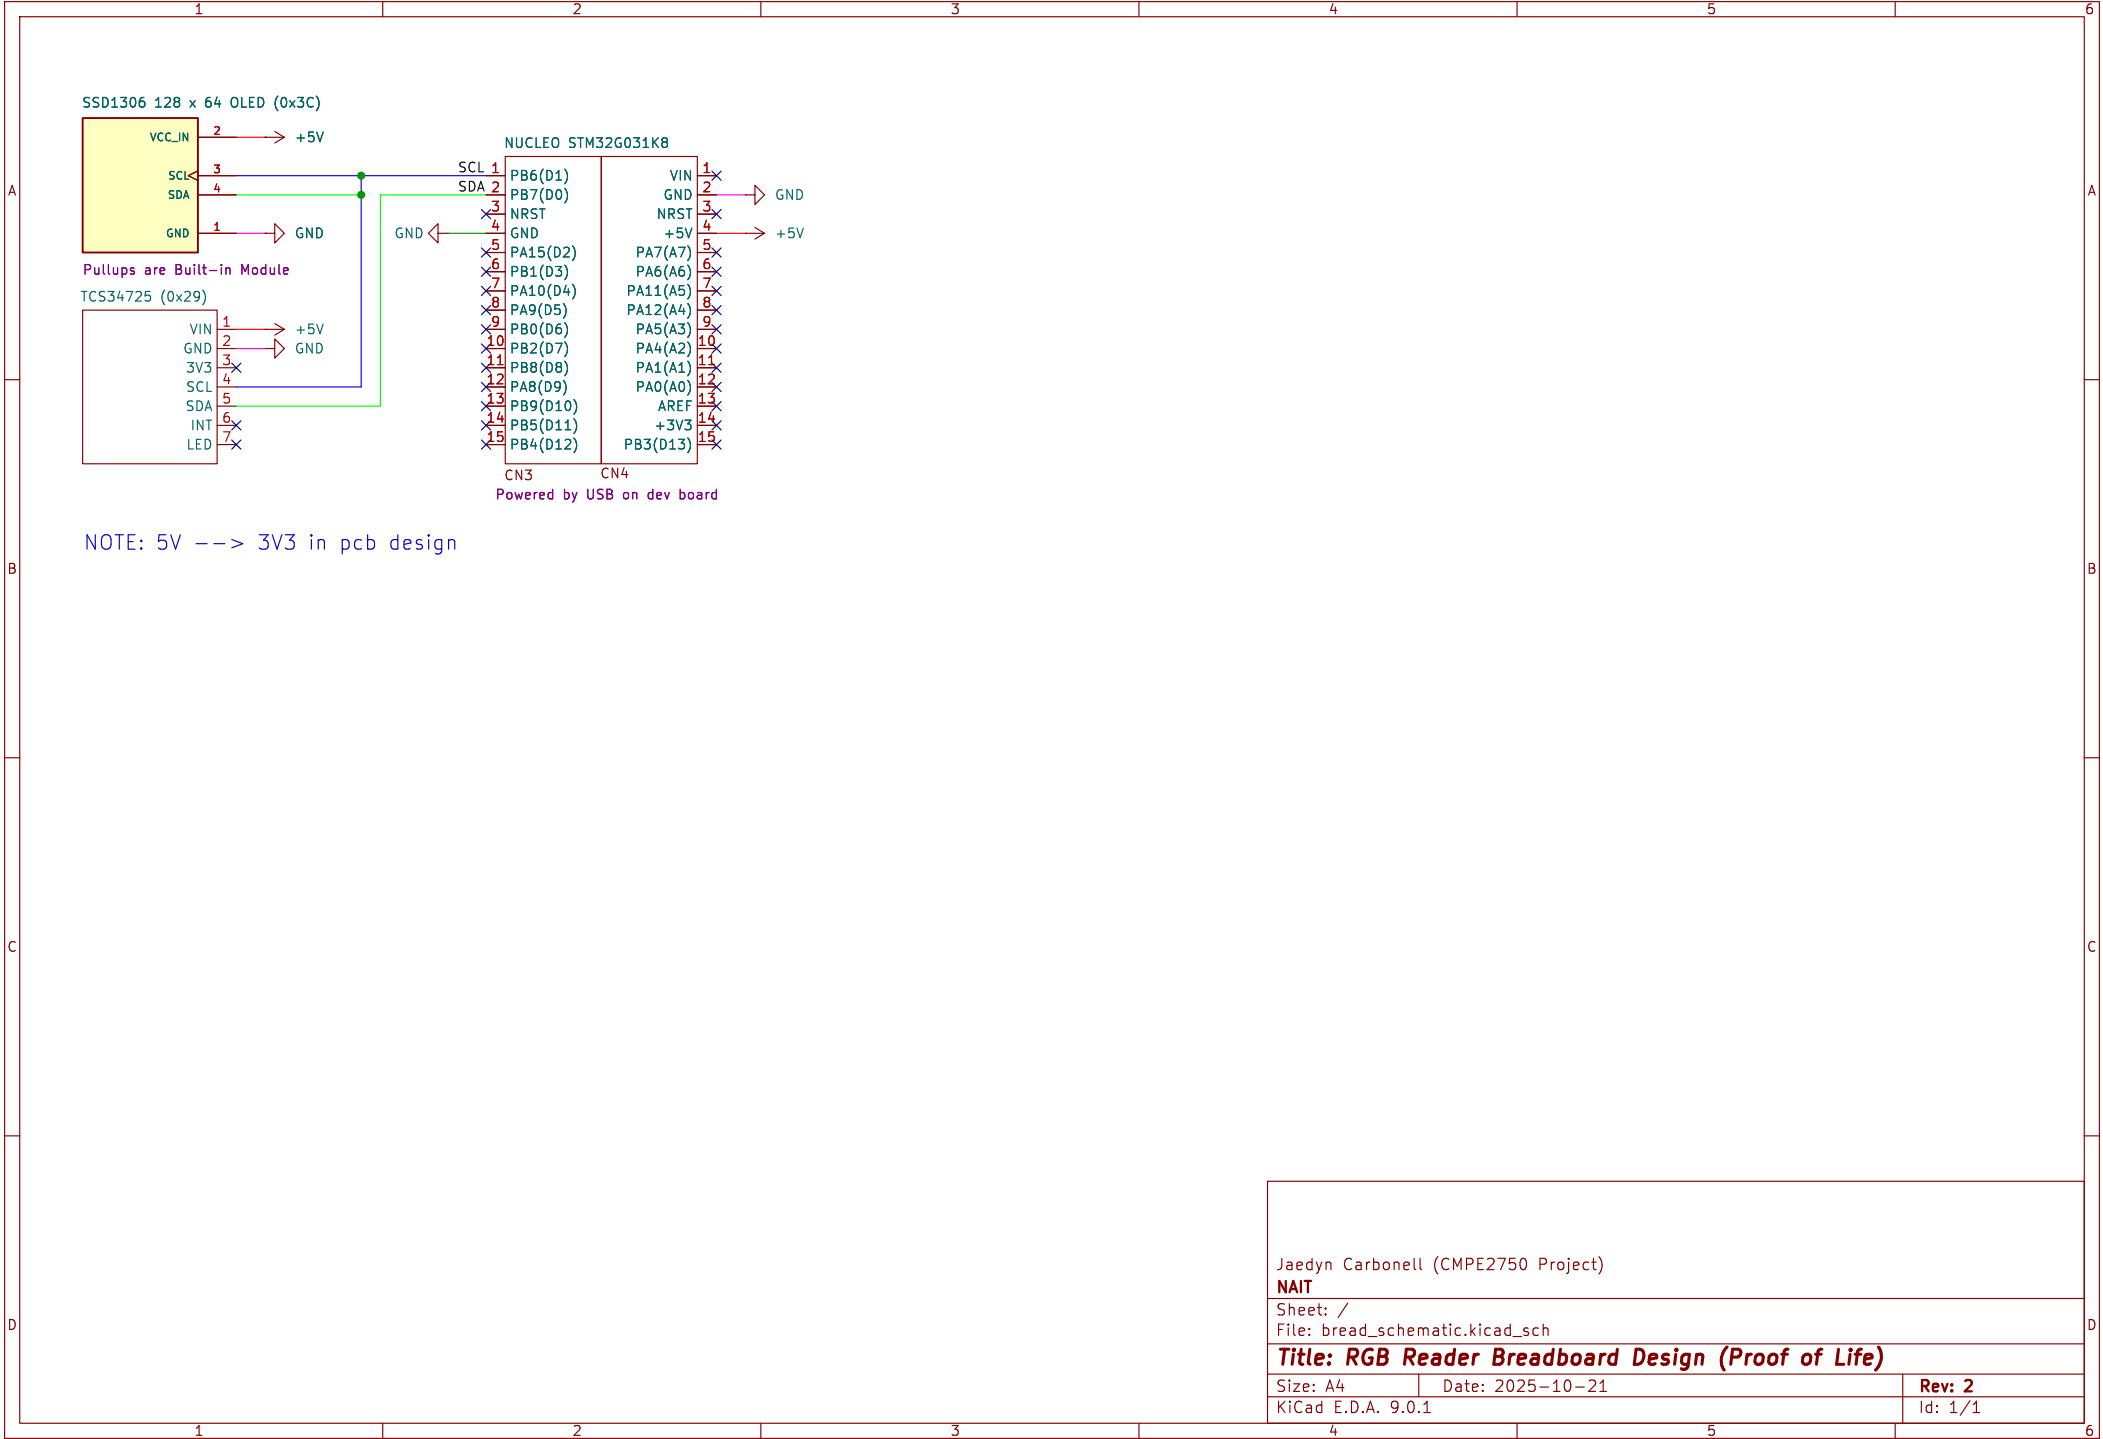 1 2 3 4 5 6
A
B
C
D
A
B
C
D
SSD1306 128 x 64 OLED (0x3C)
VCC_IN 2 +5V
SCL 3
SDA 4
GND 1 GND
Pullups are Built-in Module
TCS34725 (0x29)
VIN 1 +5V
GND 2 GND
3V3 3
SCL 4
SDA 5
INT 6
LED 7
NUCLEO STM32G031K8
SCL 1 PB6(D1) VIN 1
SDA 2 PB7(D0) GND 2 GND
3 NRST NRST 3
GND 4 GND +5V 4 +5V
5 PA15(D2) PA7(A7) 5
6 PB1(D3) PA6(A6) 6
7 PA10(D4) PA11(A5) 7
8 PA9(D5) PA12(A4) 8
9 PB0(D6) PA5(A3) 9
10 PB2(D7) PA4(A2) 10
11 PB8(D8) PA1(A1) 11
12 PA8(D9) PA0(A0) 12
13 PB9(D10) AREF 13
14 PB5(D11) +3V3 14
15 PB4(D12) PB3(D13) 15
CN3 CN4
Powered by USB on dev board
NOTE: 5V --> 3V3 in pcb design
Jaedyn Carbonell (CMPE2750 Project)
NAIT
Sheet: /
File: bread_schematic.kicad_sch
Title: RGB Reader Breadboard Design (Proof of Life)
Size: A4 Date: 2025-10-21 Rev: 2
KiCad E.D.A. 9.0.1 Id: 1/1
1 2 3 4 5 6